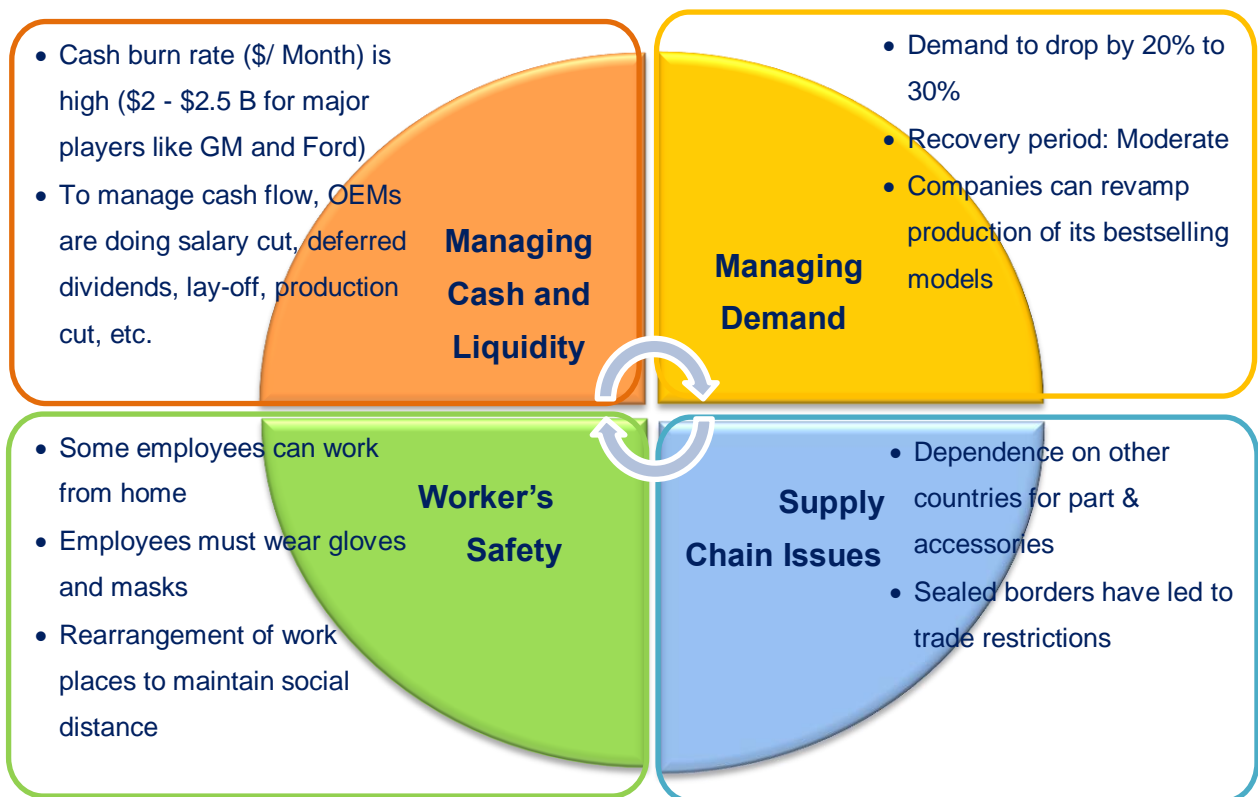 • Cash burn rate ($/ Month) is
high ($2 - $2.5 B for major
players like GM and Ford)
• To manage cash flow, OEMs
are doing salary cut, deferred
dividends, lay-off, production
cut, etc.
Managing
Cash and
Liquidity
• Demand to drop by 20% to
30%
• Recovery period: Moderate
• Companies can revamp
production of its bestselling
models
Managing
Demand
• Some employees can work
from home
• Employees must wear gloves
and masks
• Rearrangement of work
places to maintain social
distance
Worker’s
Safety
Supply
Chain Issues
• Dependence on other
countries for part &
accessories
• Sealed borders have led to
trade restrictions